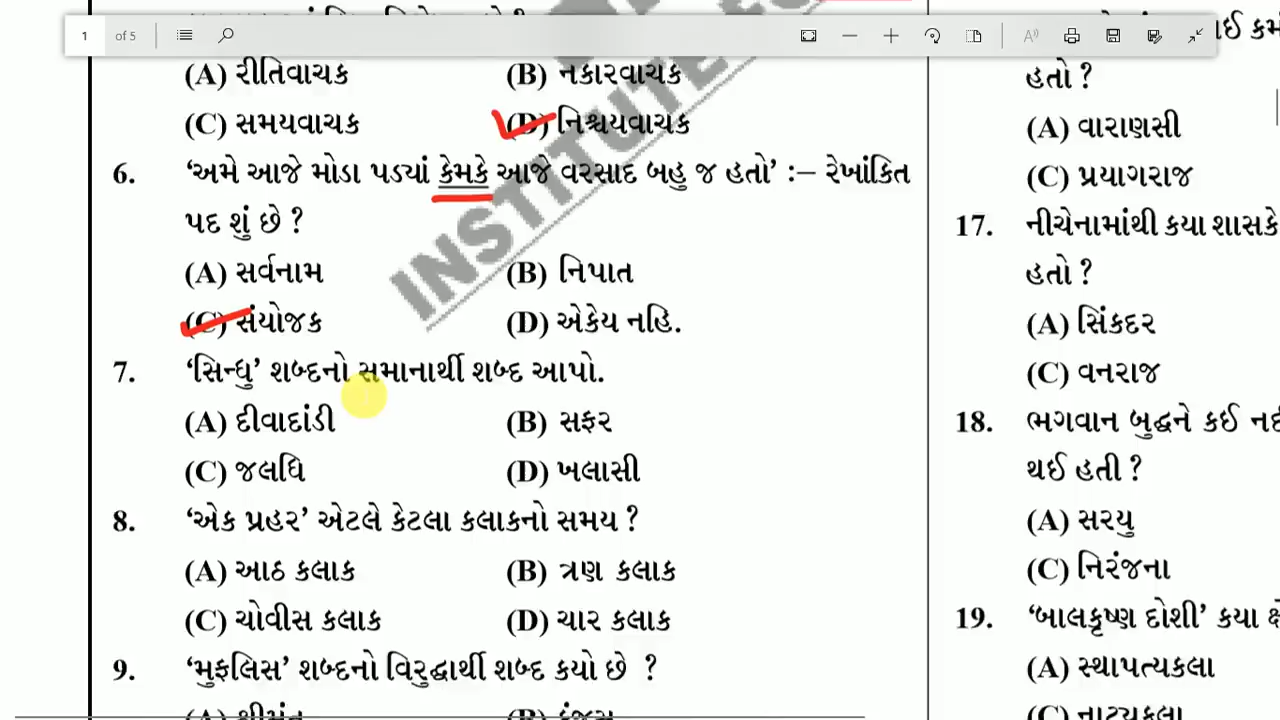 1 of 5
(A) રીતિવાચક (B) નકારવાચક
(C) સમયવાચક (D) નિશ્ચયવાચક
6. ‘અમે આજે મોડા પડ્યાં કેમકે આજે વરસાદ બહુ જ હતો’ :– રેખાંકિત
પદ શું છે ?
(A) સર્વનામ (B) નિપાત
(C) સંયોજક (D) એકેય નહિ.
7. ‘સિન્ધુ’ શબ્દનો સમાનાર્થી શબ્દ આપો.
(A) દીવાદાંડી (B) સફર
(C) જલધિ (D) ખલાસી
8. ‘એક પ્રહર’ એટલે કેટલા કલાકનો સમય ?
(A) આઠ કલાક (B) ત્રણ કલાક
(C) ચોવીસ કલાક (D) ચાર કલાક
9. ‘મુફલિસ’ શબ્દનો વિરુદ્ધાર્થી શબ્દ કયો છે ?
INSTITUTE
હતો ?
(A) વારાણસી
(C) પ્રયાગરાજ
17. નીચેનામાંથી કયા શાસકે
હતો ?
(A) સિંકદર
(C) વનરાજ
18. ભગવાન બુદ્ધને કઈ
થઈ હતી ?
(A) સરયુ
(C) નિરંજના
19. ‘બાલકૃષ્ણ દોશી’ કયા
(A) સ્થાપત્યકલા
(C) નાટ્યકલા